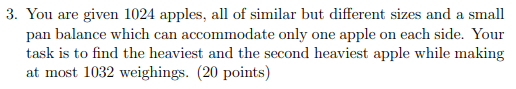 3. You are given 1024 apples, all of similar but different sizes and a small
pan balance which can accommodate only one apple on each side. Your
task is to find the heaviest and the second heaviest apple while making
at most 1032 weighings. (20 points)